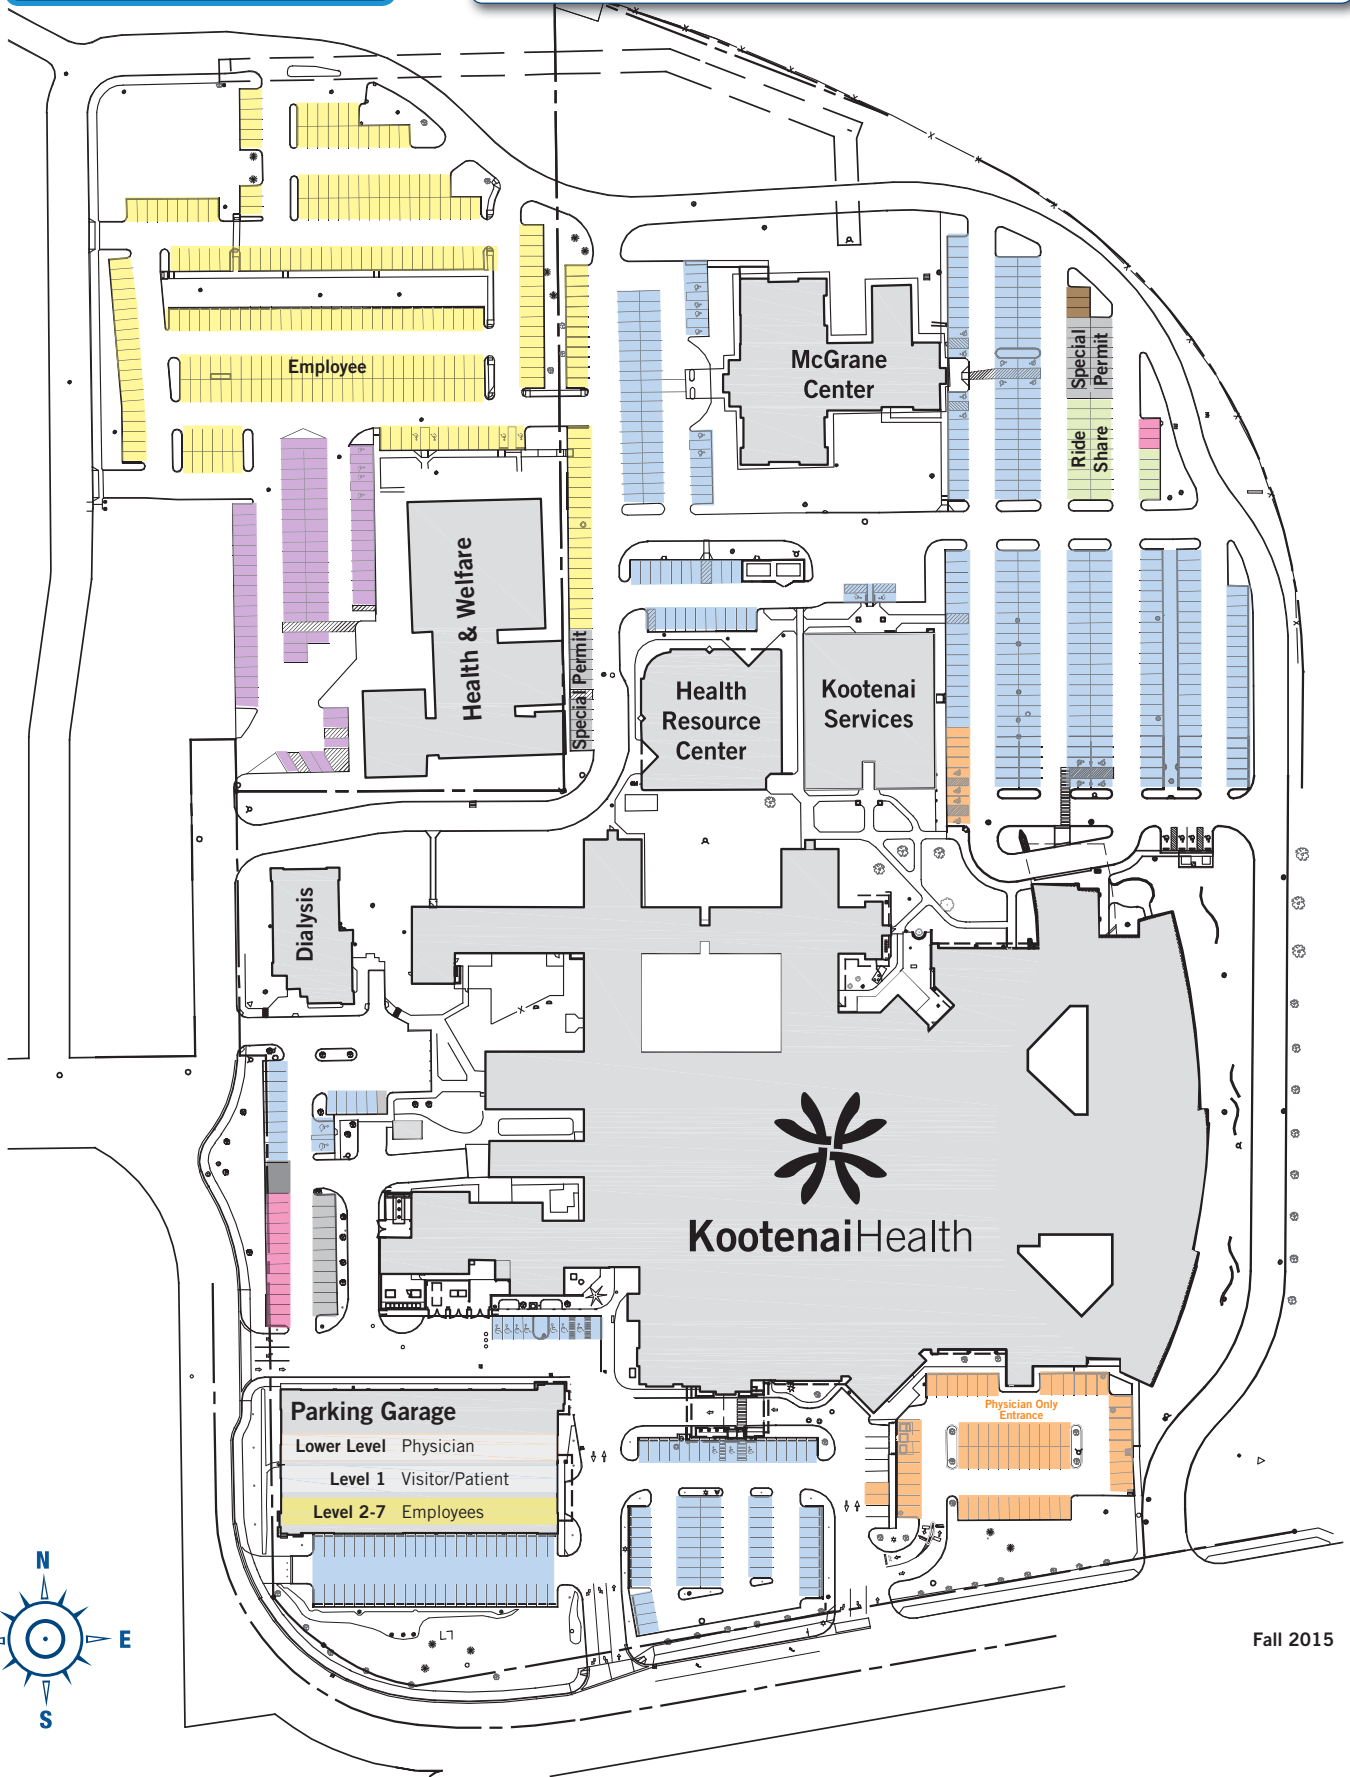 Employee
McGrane
Center
Special
Permit
Ride
Share
Health & Welfare
Special Permit
Health
Resource
Center
Kootenai
Services
Dialysis
KootenaiHealth
Physician Only
Entrance
Parking Garage
Lower Level Physician
Level 1 Visitor/Patient
Level 2-7 Employees
N
E
S
Fall 2015